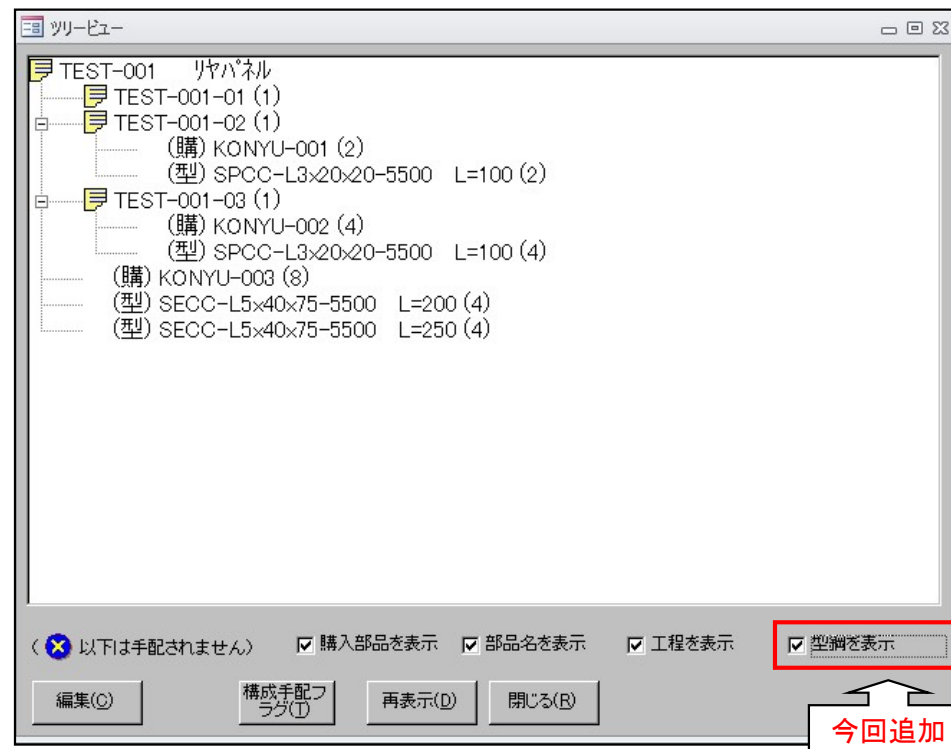 ツリービュー
TEST-001 リヤパネル
TEST-001-01 (1)
TEST-001-02 (1)
(購) KONYU-001 (2)
(型) SPCC-L3x20x20-5500 L=100 (2)
TEST-001-03 (1)
(購) KONYU-002 (4)
(型) SPCC-L3x20x20-5500 L=100 (4)
(購) KONYU-003 (8)
(型) SECC-L5x40x75-5500 L=200 (4)
(型) SECC-L5x40x75-5500 L=250 (4)
( 以下は手配されません) 購入部品を表示 部品名を表示 工程を表示 型鋼を表示
編集(C) 構成手配フ 再表示(D) 閉じる(R)
ラグ(T)
今回追加